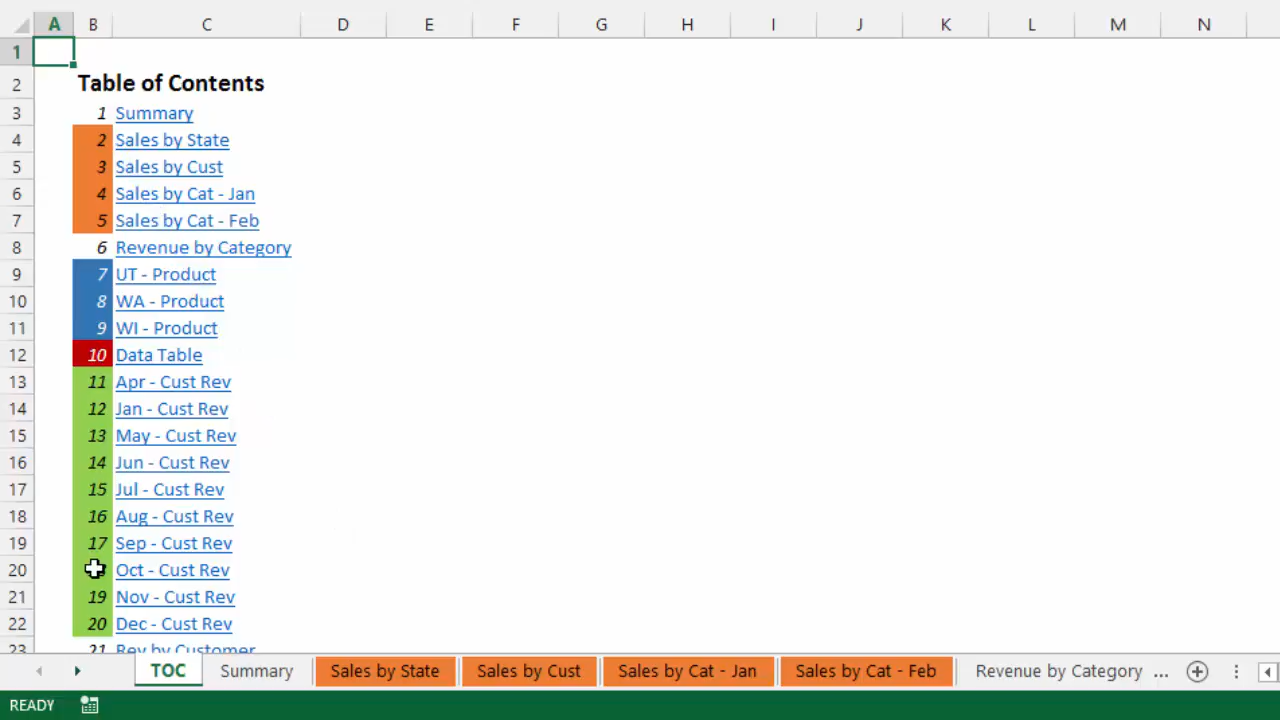 A B C D E F G H I J K L M N
1
2 Table of Contents
3 1 Summary
4 2 Sales by State
5 3 Sales by Cust
6 4 Sales by Cat - Jan
7 5 Sales by Cat - Feb
8 6 Revenue by Category
9 7 UT - Product
10 8 WA - Product
11 9 WI - Product
12 10 Data Table
13 11 Apr - Cust Rev
14 12 Jan - Cust Rev
15 13 May - Cust Rev
16 14 Jun - Cust Rev
17 15 Jul - Cust Rev
18 16 Aug - Cust Rev
19 17 Sep - Cust Rev
20 Oct - Cust Rev
21 19 Nov - Cust Rev
22 20 Dec - Cust Rev
23 21 Rev by Customer
TOC Summary Sales by State Sales by Cust Sales by Cat - Jan Sales by Cat - Feb Revenue by Category ...
READY